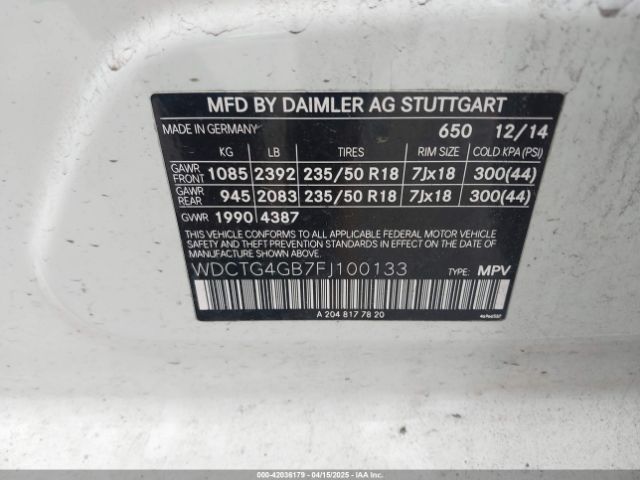 MFD BY DAIMLER AG STUTTGART
MADE IN GERMANY 650 12/14
KG LB TIRES RIM SIZE COLD KPA (PSI)
GAWR FRONT 1085 2392 235/50 R18 7Jx18 300(44)
GAWR REAR 945 2083 235/50 R18 7Jx18 300(44)
GVWR 1990 4387
THIS VEHICLE CONFORMS TO ALL APPLICABLE FEDERAL MOTOR VEHICLE
SAFETY AND THEFT PREVENTION STANDARDS IN EFFECT ON THE DATE OF
MANUFACTURE SHOWN ABOVE.
WDCTG4GB7FJ100133 TYPE: MPV
A 204 817 78 20
000-42036179 - 04/15/2025 - IAAI.COM